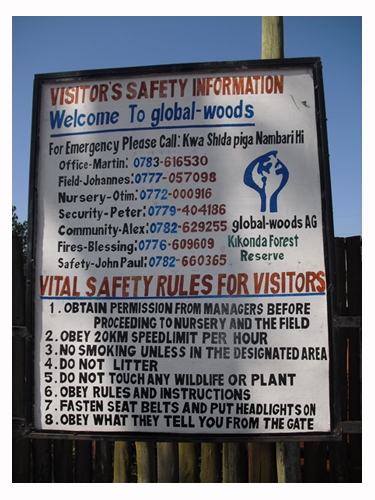 VISITOR'S SAFETY INFORMATION
Welcome To global-woods
For Emergency Please Call: Kwa Shida piga Nambari Hi
Office-Martin: 0783-616530
Field-Johannes: 0777-057098
Nursery-Otim: 0772-000916
Security-Peter: 0779-404186
Community-Alex: 0782-629255
Fires-Blessing: 0776-609609
Safety-John Paul: 0782-660365
global-woods AG
Kikonda Forest
Reserve
VITAL SAFETY RULES FOR VISITORS
1. OBTAIN PERMISSION FROM MANAGERS BEFORE
PROCEEDING TO NURSERY AND THE FIELD
2. OBEY 20KM SPEEDLIMIT PER HOUR
3. NO SMOKING UNLESS IN THE DESIGNATED AREA
4. DO NOT LITTER
5. DO NOT TOUCH ANY WILDLIFE OR PLANT
6. OBEY RULES AND INSTRUCTIONS
7. FASTEN SEAT BELTS AND PUT HEADLIGHTS ON
8. OBEY WHAT THEY TELL YOU FROM THE GATE